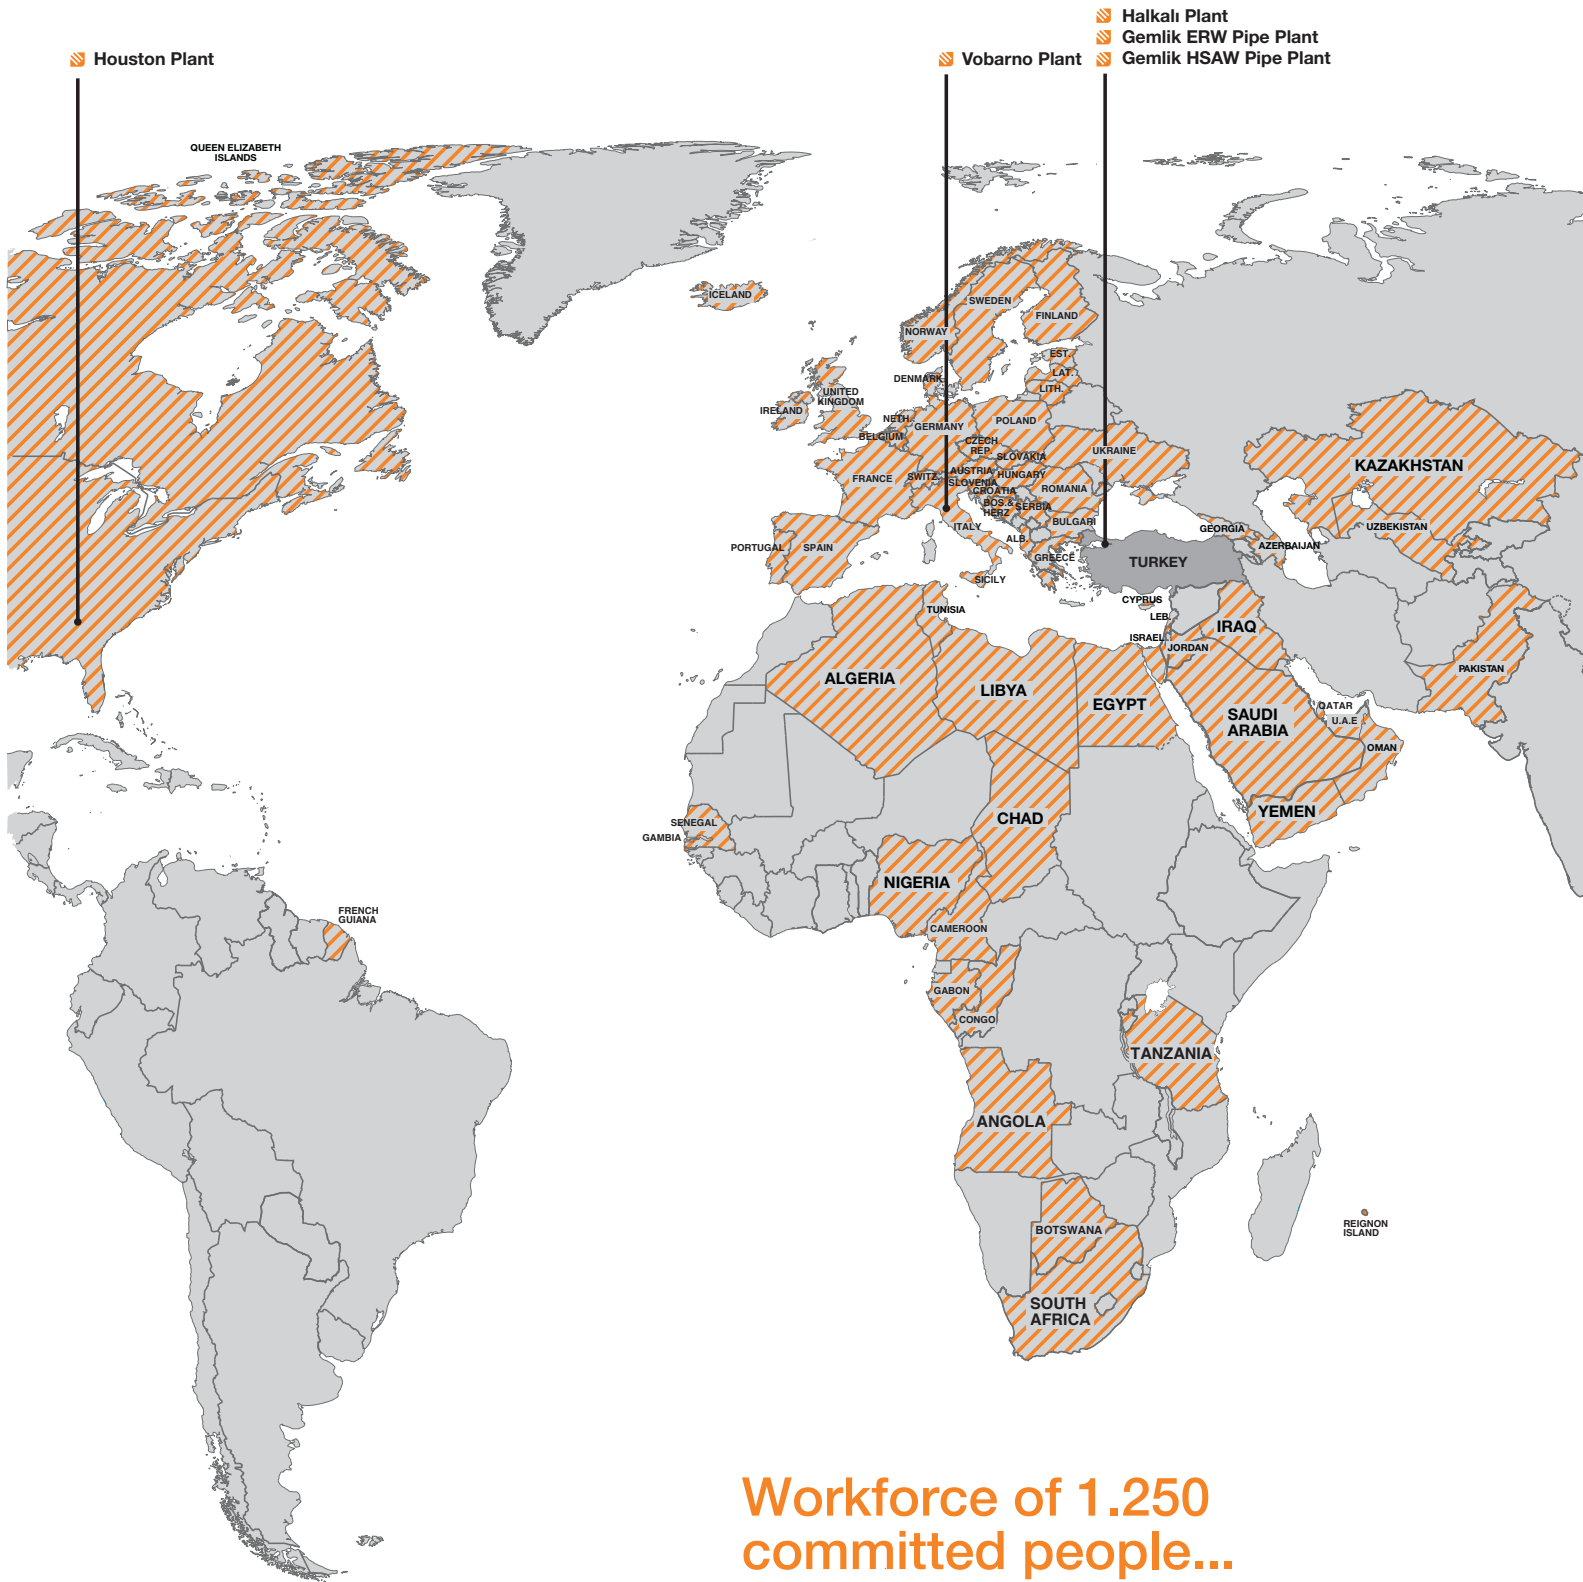 Halkalı Plant
Gemlik ERW Pipe Plant
Gemlik HSAW Pipe Plant
Houston Plant
Vobarno Plant
QUEEN ELIZABETH
ISLANDS
ICELAND
SWEDEN
FINLAND
NORWAY
EST.
LAT.
LITH.
DENMARK
UNITED
KINGDOM
IRELAND
NETH.
GERMANY
POLAND
BELGIUM
CZECH
REP.
SLOVAKIA
UKRAINE
FRANCE
SWITZ.
AUSTRIA
HUNGARY
SLOVENIA
CROATIA
ROMANIA
BOS.&
HERZ.
SERBIA
BULGARI
ITALY
ALB.
GREECE
PORTUGAL
SPAIN
SICILY
KAZAKHSTAN
UZBEKISTAN
GEORGIA
AZERBAIJAN
TURKEY
CYPRUS
LEB.
ISRAEL
JORDAN
IRAQ
TUNISIA
ALGERIA
LIBYA
EGYPT
PAKISTAN
SAUDI
ARABIA
QATAR
U.A.E
OMAN
YEMEN
SENEGAL
GAMBIA
CHAD
NIGERIA
CAMEROON
FRENCH
GUIANA
GABON
CONGO
TANZANIA
ANGOLA
BOTSWANA
REIGNON
ISLAND
SOUTH
AFRICA
Workforce of 1.250
committed people...